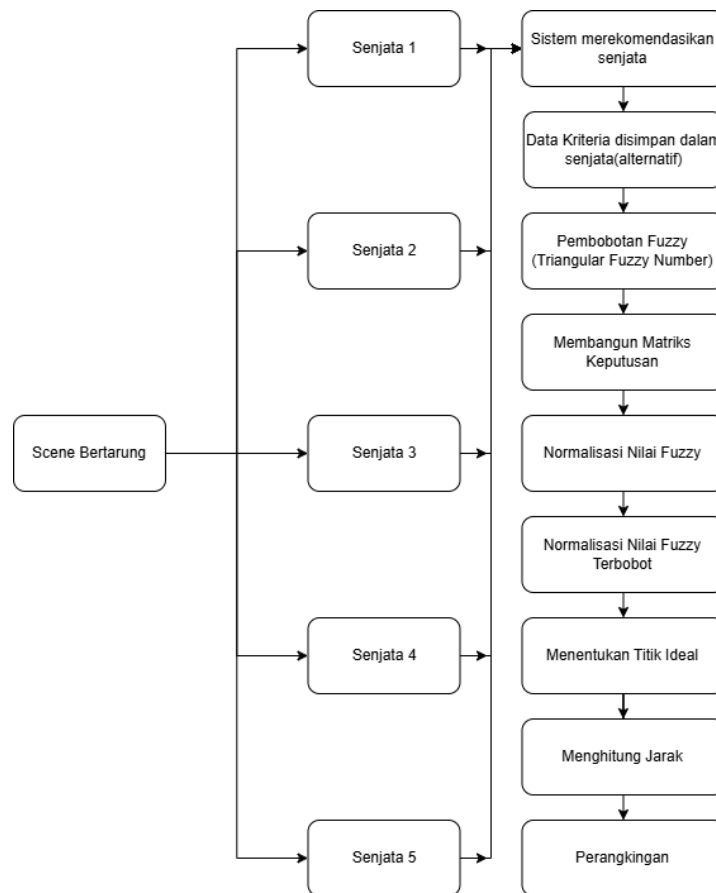 Scene Bertarung
Senjata 1
Senjata 2
Senjata 3
Senjata 4
Senjata 5
Sistem merekomendasikan
senjata
Data Kriteria disimpan dalam
senjata(alternatif)
Pembobotan Fuzzy
(Triangular Fuzzy Number)
Membangun Matriks
Keputusan
Normalisasi Nilai Fuzzy
Normalisasi Nilai Fuzzy
Terbobot
Menentukan Titik Ideal
Menghitung Jarak
Perangkingan